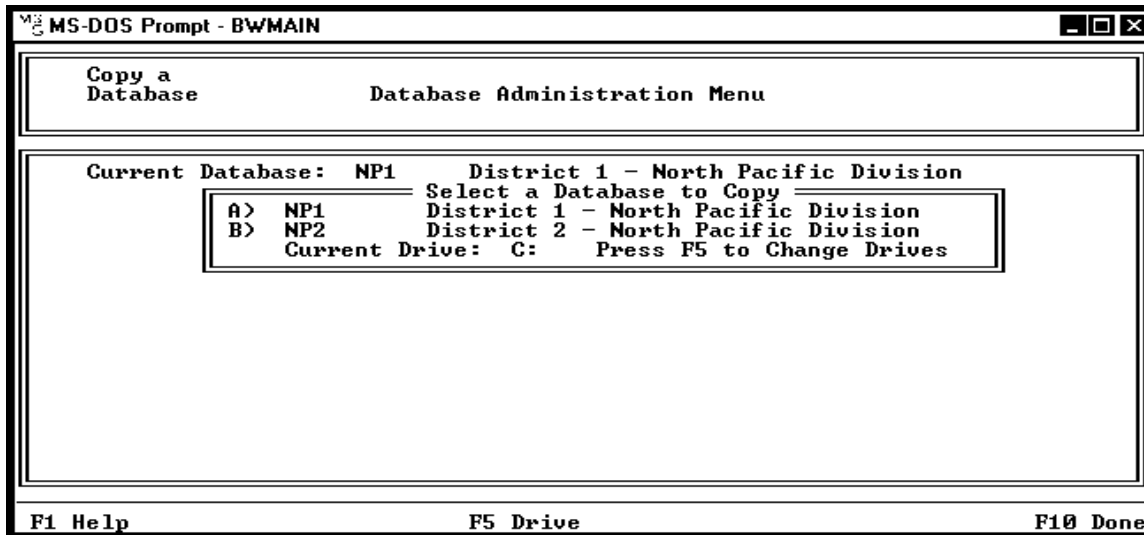 MS-DOS Prompt - BWMAIN
Copy a
Database Database Administration Menu
Current Database: NP1 District 1 - North Pacific Division
Select a Database to Copy
A> NP1 District 1 - North Pacific Division
B> NP2 District 2 - North Pacific Division
Current Drive: C: Press F5 to Change Drives
F1 Help F5 Drive F10 Done